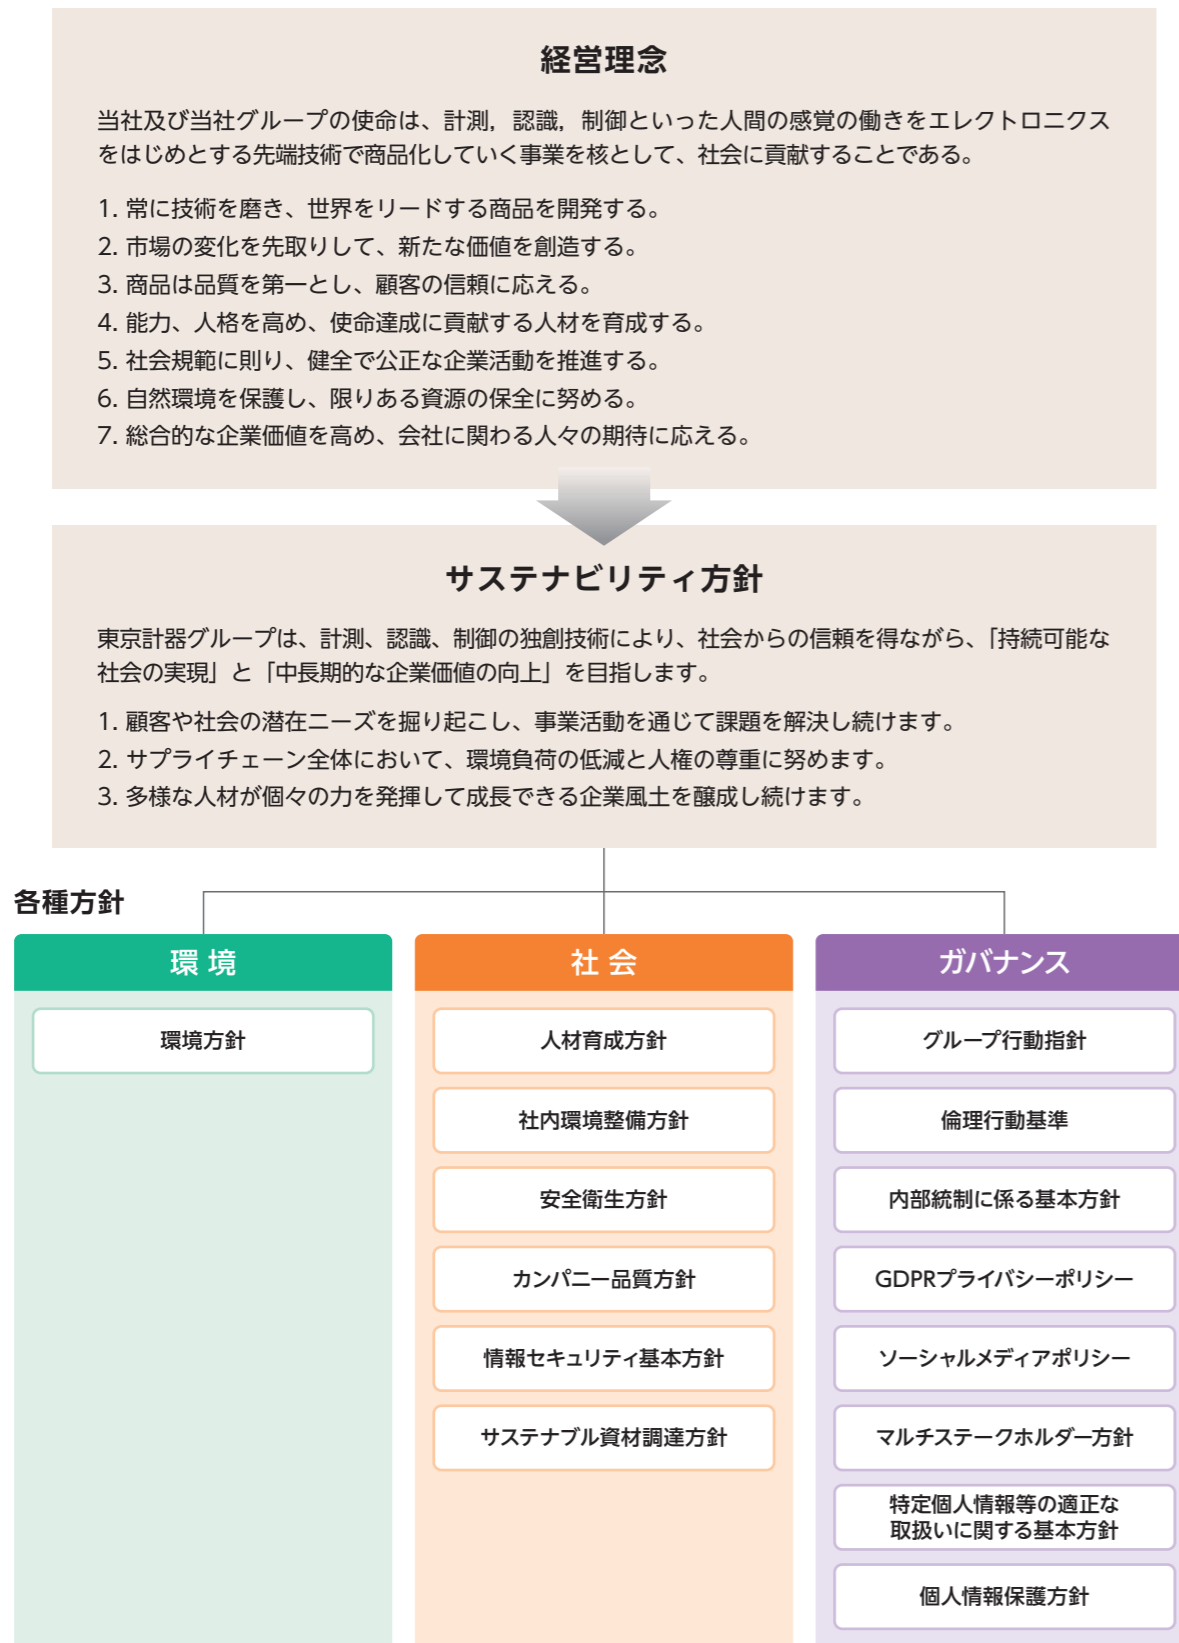 経営理念
当社及び当社グループの使命は、計測，認識，制御といった人間の感覚の働きをエレクトロニクス
をはじめとする先端技術で商品化していく事業を核として、社会に貢献することである。
1. 常に技術を磨き、世界をリードする商品を開発する。
2. 市場の変化を先取りして、新たな価値を創造する。
3. 商品は品質を第一とし、顧客の信頼に応える。
4. 能力、人格を高め、使命達成に貢献する人材を育成する。
5. 社会規範に則り、健全で公正な企業活動を推進する。
6. 自然環境を保護し、限りある資源の保全に努める。
7. 総合的な企業価値を高め、会社に関わる人々の期待に応える。
サステナビリティ方針
東京計器グループは、計測、認識、制御の独創技術により、社会からの信頼を得ながら、「持続可能な
社会の実現」と「中長期的な企業価値の向上」を目指します。
1. 顧客や社会の潜在ニーズを掘り起こし、事業活動を通じて課題を解決し続けます。
2. サプライチェーン全体において、環境負荷の低減と人権の尊重に努めます。
3. 多様な人材が個々の力を発揮して成長できる企業風土を醸成し続けます。
各種方針
環 境
環境方針
社 会
人材育成方針
社内環境整備方針
安全衛生方針
カンパニー品質方針
情報セキュリティ基本方針
サステナブル資材調達方針
ガバナンス
グループ行動指針
倫理行動基準
内部統制に係る基本方針
GDPRプライバシーポリシー
ソーシャルメディアポリシー
マルチステークホルダー方針
特定個人情報等の適正な
取扱いに関する基本方針
個人情報保護方針